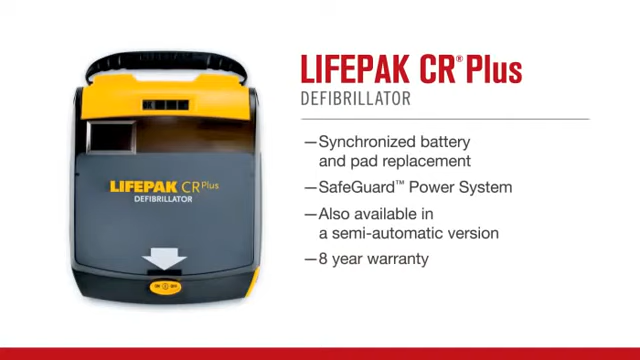 LIFEPAK CR® Plus
DEFIBRILLATOR
—Synchronized battery
and pad replacement
—SafeGuard™ Power System
—Also available in
a semi-automatic version
—8 year warranty
LIFEPAK CR Plus
DEFIBRILLATOR